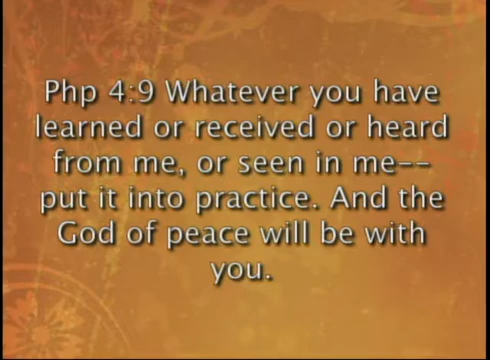 Php 4:9 Whatever you have
learned or received or heard
from me, or seen in me--
put it into practice. And the
God of peace will be with
you.